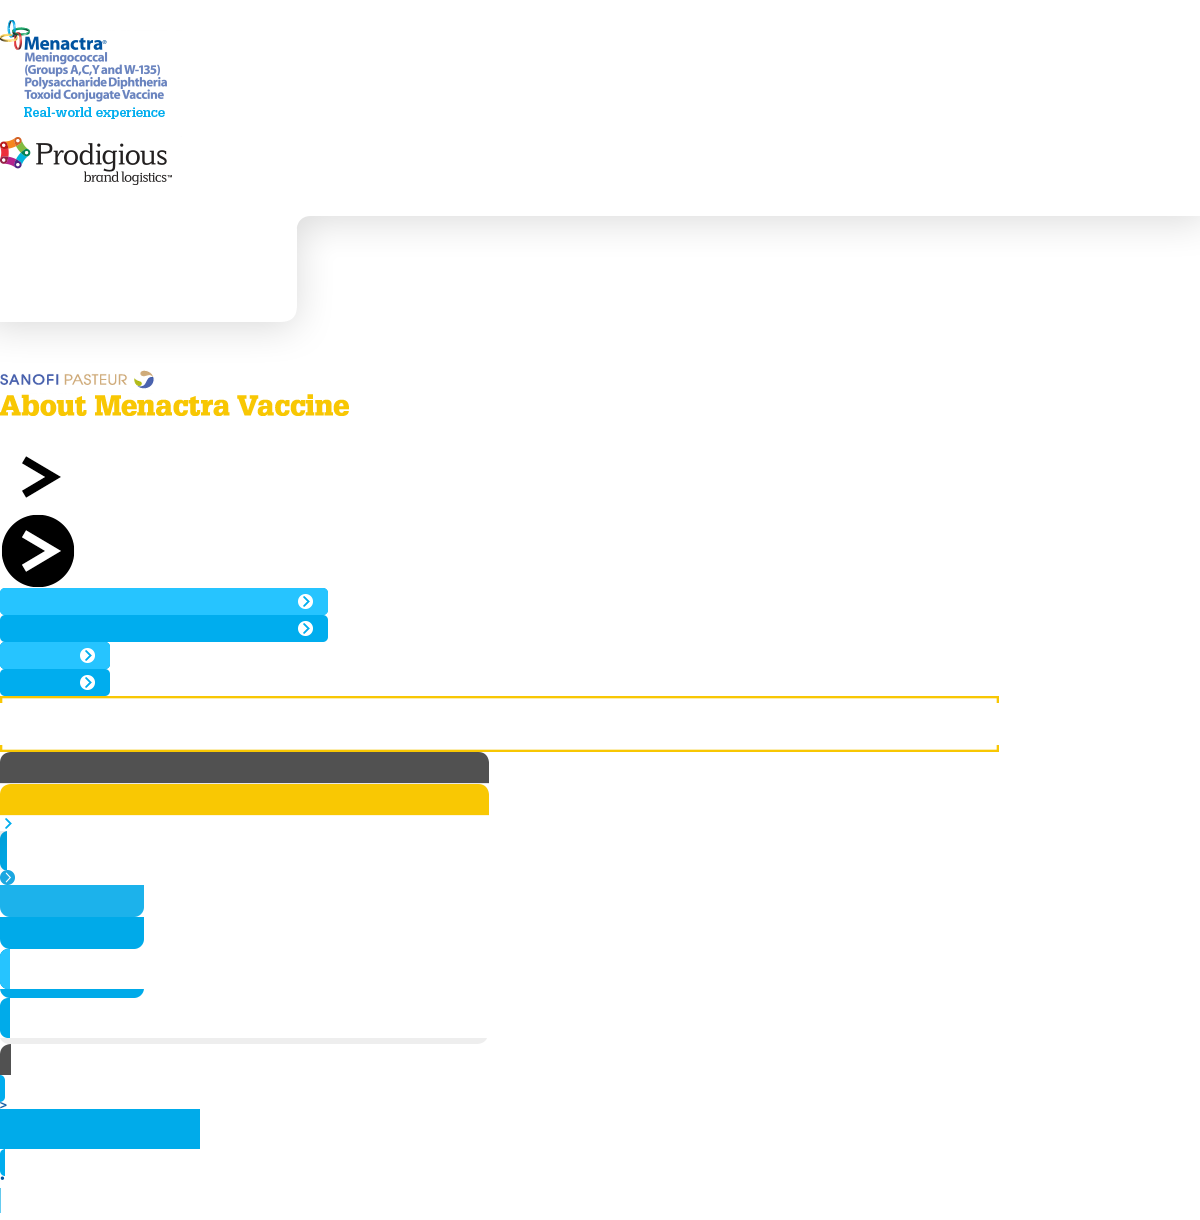 Menactra®
Meningococcal
(Groups A,C,Y and W-135)
Polysaccharide Diphtheria
Toxoid Conjugate Vaccine
Real-world experience
Prodigious
brand logistics™
SANOFI PASTEUR
About Menactra Vaccine